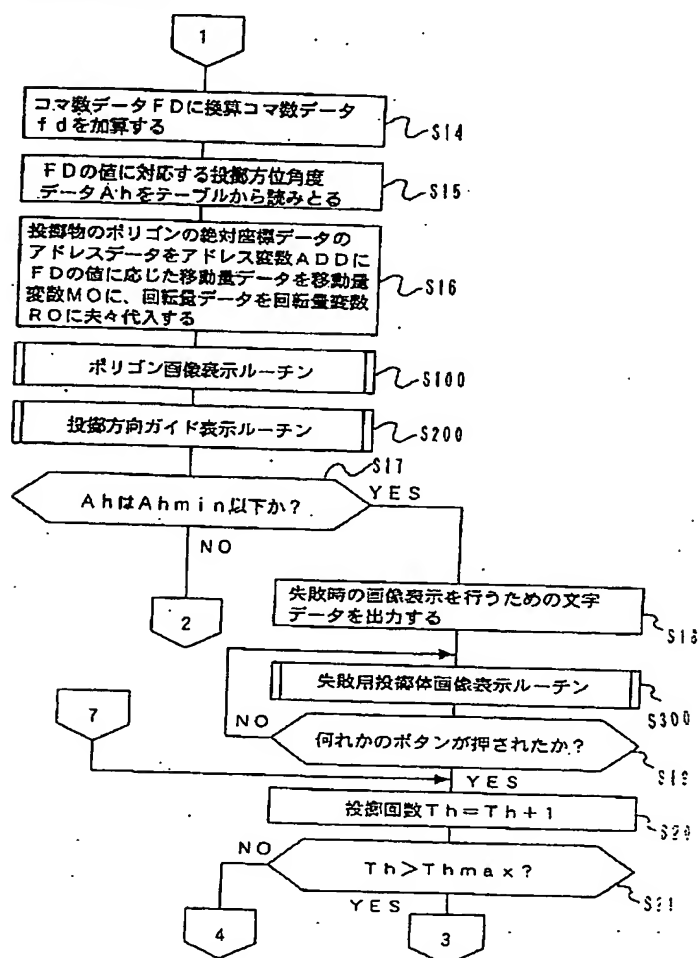 1
コマ数データFDに換算コマ数データ
fdを加算する
S14
FDの値に対応する投擲方位角度
データAhをテーブルから読みとる
S15
投擲物のポリゴンの絶対座標データの
アドレスデータをアドレス変数ADDに
FDの値に応じた移動量データを移動量
変数MOに、回転量データを回転量変数
ROに夫々代入する
S16
ポリゴン画像表示ルーチン
S100
投擲方向ガイド表示ルーチン
S200
S17
AhはAhmin以下か?
YES
NO
2
失敗時の画像表示を行うための文字
データを出力する
S18
失敗用投擲体画像表示ルーチン
S300
7
NO
何れかのボタンが押されたか?
S19
YES
投擲回数Th=Th+1
S20
NO
Th>Thmax?
S21
YES
4
3